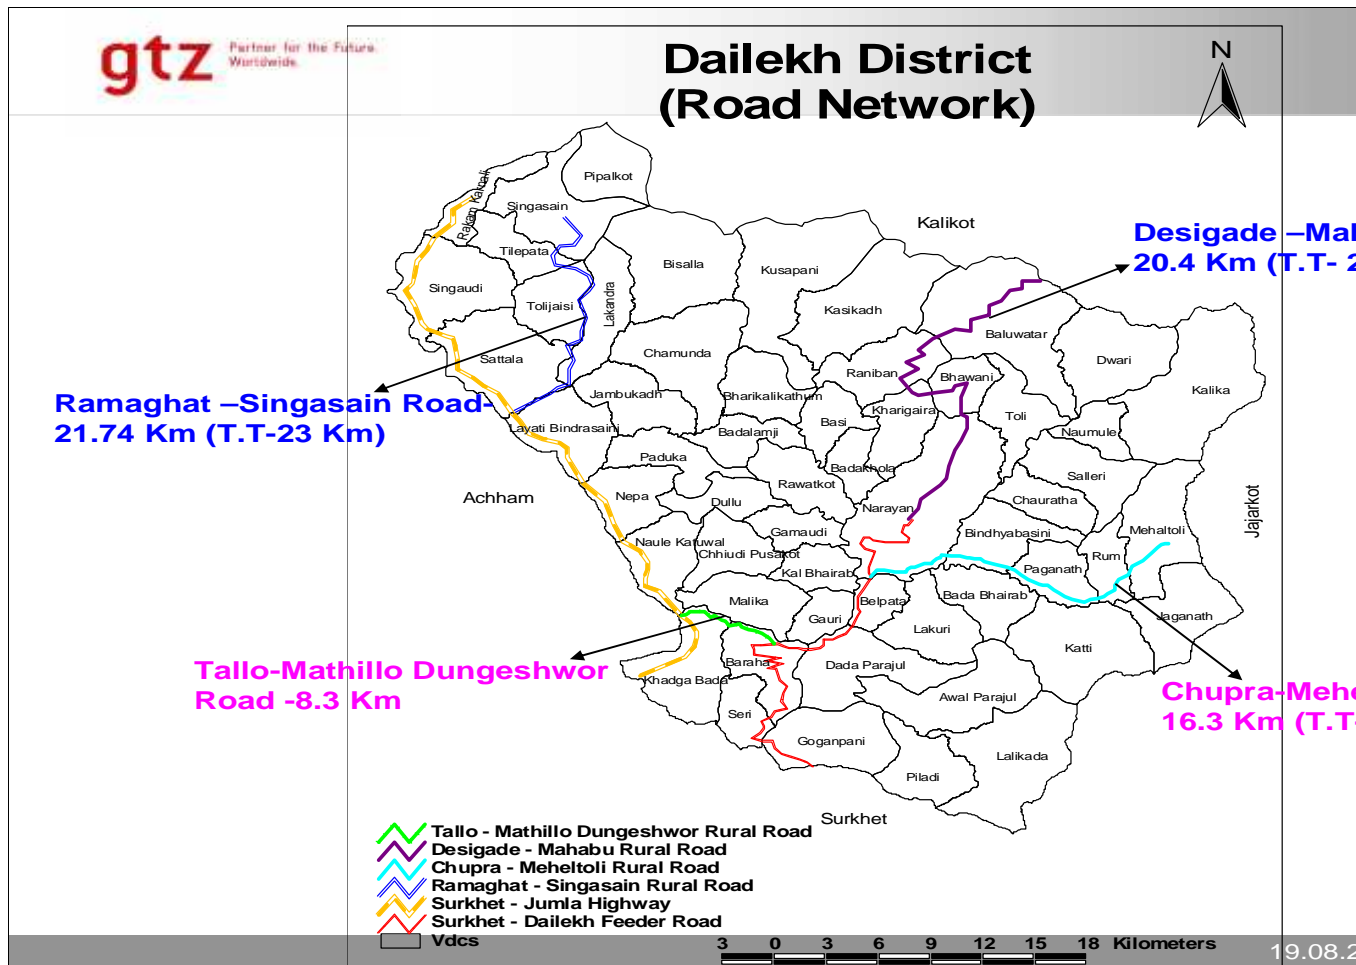 gtz
Partner for the Future.
Worldwide.
Dailekh District
(Road Network)
N
Pipalkot
Rakam Karnali
Singasain
Kalikot
Desigade –Mah
20.4 Km (T.T- 2
Tilepata
Bisalla
Kusapani
Singaudi
Tolijaisi
Lakandra
Kasikadh
Baluwatar
Sattala
Chamunda
Dwari
Raniban
Bhawani
Kalika
Ramaghat –Singasain Road-
21.74 Km (T.T-23 Km)
Jambukadh
Bharikalikathum
Kharigaira
Toli
Layati Bindrasaini
Badalamji
Basi
Naumule
Paduka
Badakhola
Salleri
Achham
Nepa
Dullu
Rawatkot
Narayan
Chauratha
Jajarkot
Naule Katuwal
Gamaudi
Bindhyabasini
Mehaltoli
Chhiudi Pusakot
Kal Bhairab
Paganath
Rum
Malika
Gauri
Belpata
Bada Bhairab
Jaganath
Lakuri
Katti
Tallo-Mathillo Dungeshwor
Road -8.3 Km
Baraha
Dada Parajul
Khadga Bada
Awal Parajul
Chupra-Mehe
16.3 Km (T.T-
Seri
Goganpani
Lalikada
Piladi
Surkhet
Tallo - Mathillo Dungeshwor Rural Road
Desigade - Mahabu Rural Road
Chupra - Meheltoli Rural Road
Ramaghat - Singasain Rural Road
Surkhet - Jumla Highway
Surkhet - Dailekh Feeder Road
Vdcs
3 0 3 6 9 12 15 18 Kilometers
19.08.2